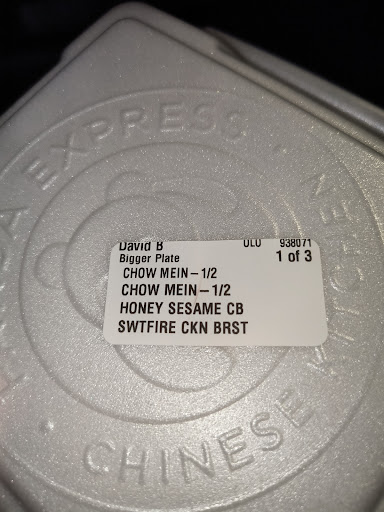 PANDA EXPRESS
CHINESE KITCHEN
David B OLO 938071
Bigger Plate 1 of 3
CHOW MEIN-1/2
CHOW MEIN-1/2
HONEY SESAME CB
SWTFIRE CKN BRST